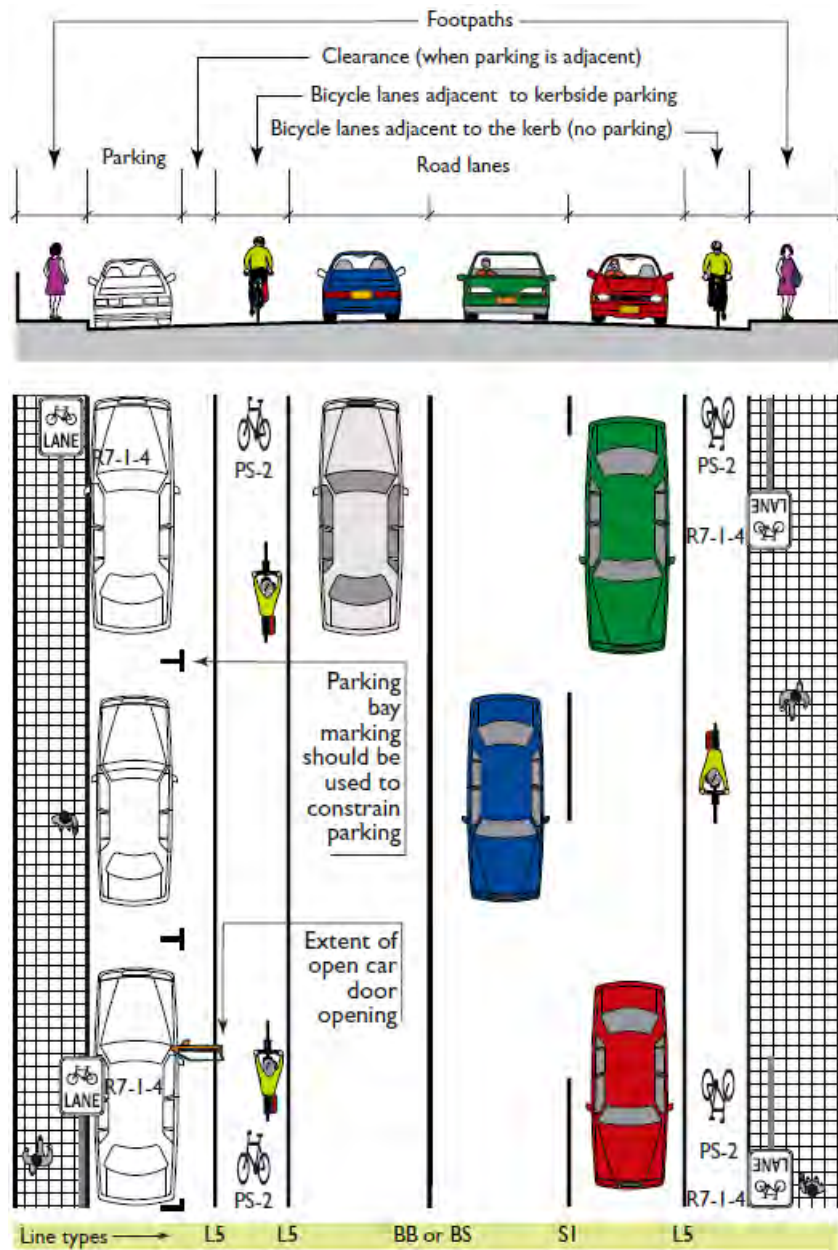 Footpaths
Clearance (when parking is adjacent)
Bicycle lanes adjacent to kerbside parking
Bicycle lanes adjacent to the kerb (no parking)
Parking
Road lanes
LANE
R7-1-4
PS-2
PS-2
R7-1-4
LANE
Parking
bay
marking
should be
used to
constrain
parking
Extent of
open car
door
opening
LANE
R7-1-4
PS-2
PS-2
R7-1-4
LANE
Line types
L5
L5
BB or BS
S1
L5